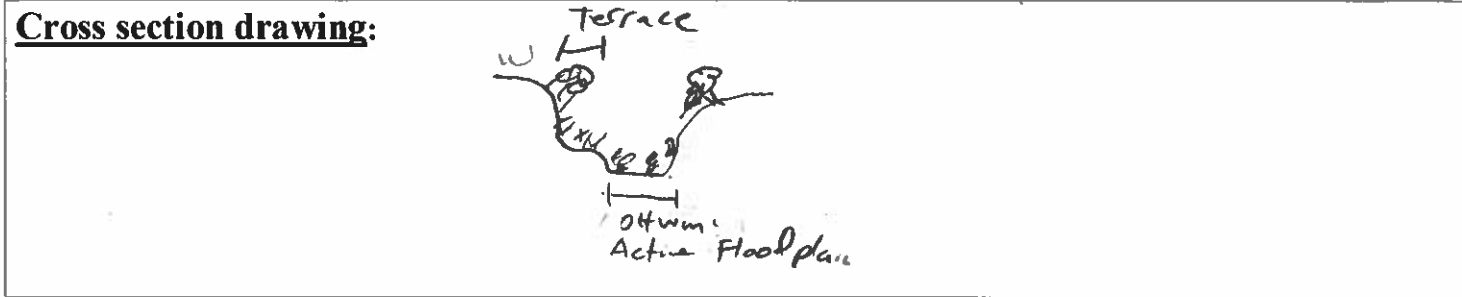 Cross section drawing:
Terrace
W
OHWM
Active Floodplain